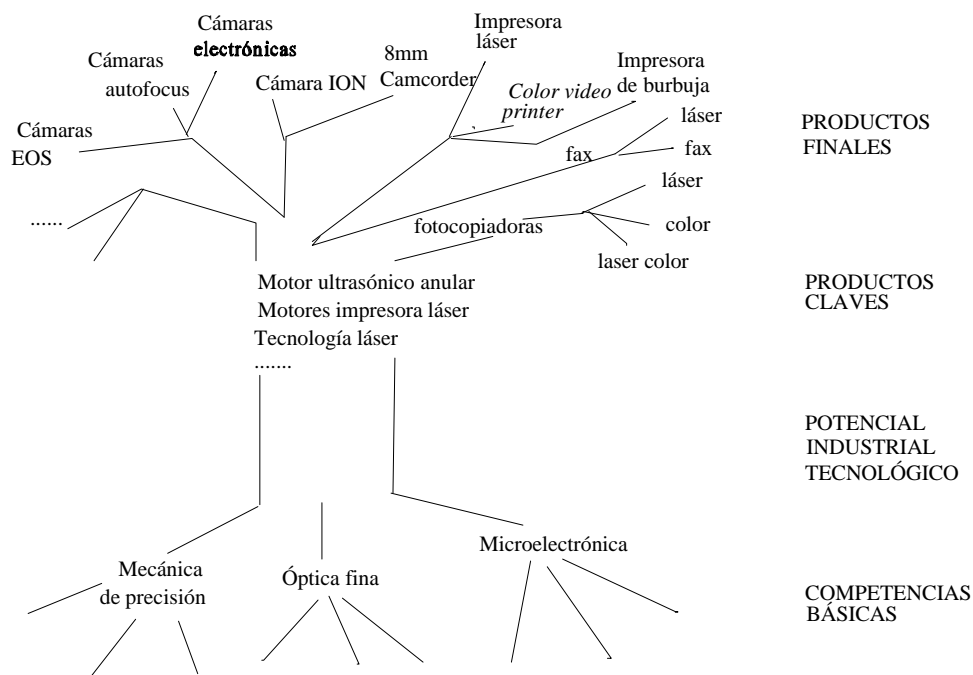 Cámaras
electrónicas
Impresora
láser
Cámaras
autofocus
8mm
Camcorder
Cámara ION
Color video
printer
Impresora
de burbuja
Cámaras
EOS
láser
fax
fax
PRODUCTOS
FINALES
láser
......
fotocopiadoras
color
laser color
Motor ultrasónico anular
Motores impresora láser
Tecnología láser
.......
PRODUCTOS
CLAVES
POTENCIAL
INDUSTRIAL
TECNOLÓGICO
Mecánica
de precisión
Óptica fina
Microelectrónica
COMPETENCIAS
BÁSICAS